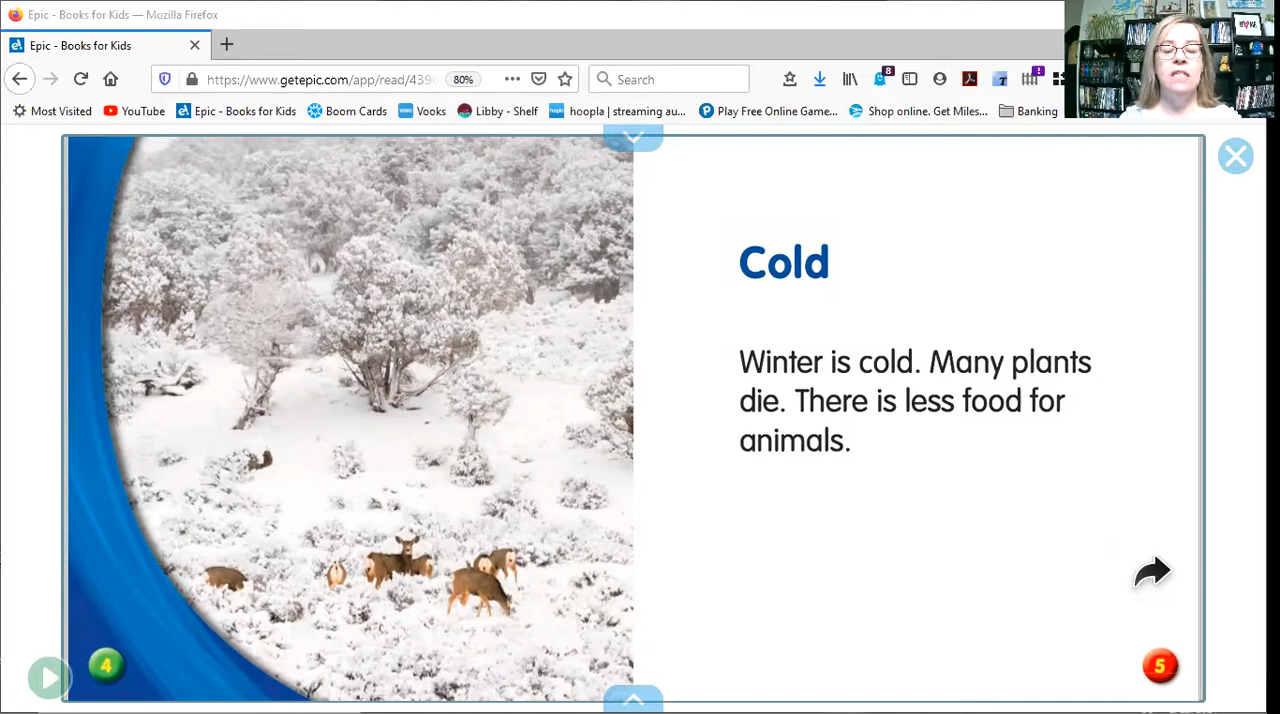 Epic - Books for Kids — Mozilla Firefox
Epic - Books for Kids
https://www.getepic.com/app/read/439 80% Search 8 1
Most Visited YouTube Epic - Books for Kids Boom Cards Vooks Libby - Shelf hoopla | streaming au... Play Free Online Game... Shop online. Get Miles... Banking
Cold
Winter is cold. Many plants
die. There is less food for
animals.
4
5